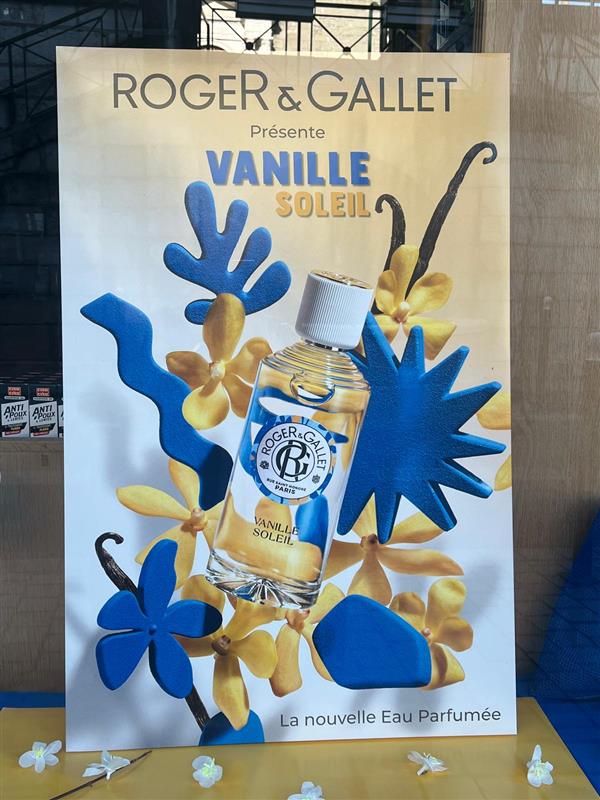 ROGER & GALLET
Présente
VANILLE
SOLEIL
ROGER & GALLET
RG
RUE SAINT HONORÉ
PARIS
VANILLE
SOLEIL
ANTI
POUX
ANTI
POUX
La nouvelle Eau Parfumée